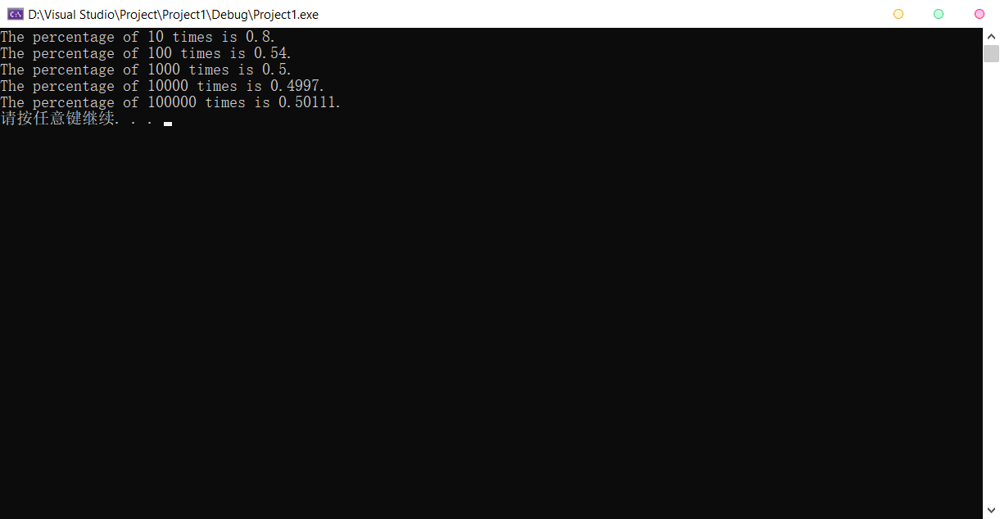 D:\Visual Studio\Project\Project1\Debug\Project1.exe
The percentage of 10 times is 0.8.
The percentage of 100 times is 0.54.
The percentage of 1000 times is 0.5.
The percentage of 10000 times is 0.4997.
The percentage of 100000 times is 0.50111.
请按任意键继续. . .